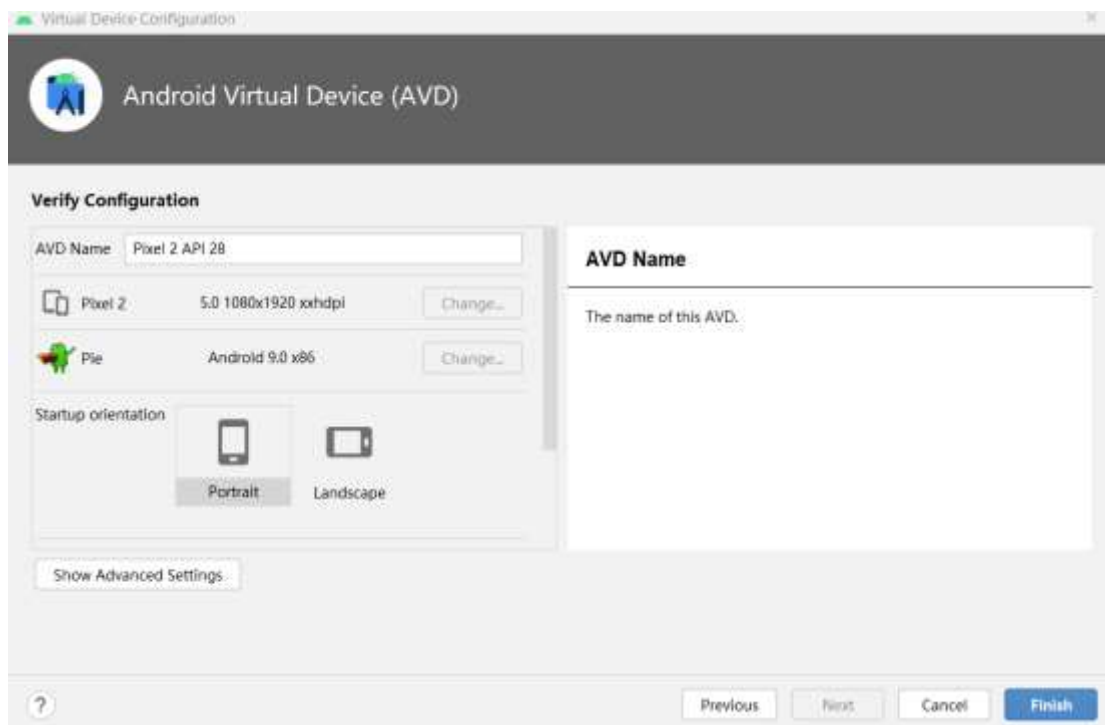 Virtual Device Configuration
Android Virtual Device (AVD)
Verify Configuration
AVD Name Pixel 2 API 28
Pixel 2 5.0 1080x1920 xxhdpi Change...
Pie Android 9.0 x86 Change...
Startup orientation
Portrait Landscape
Show Advanced Settings
AVD Name
The name of this AVD.
? Previous Next Cancel Finish